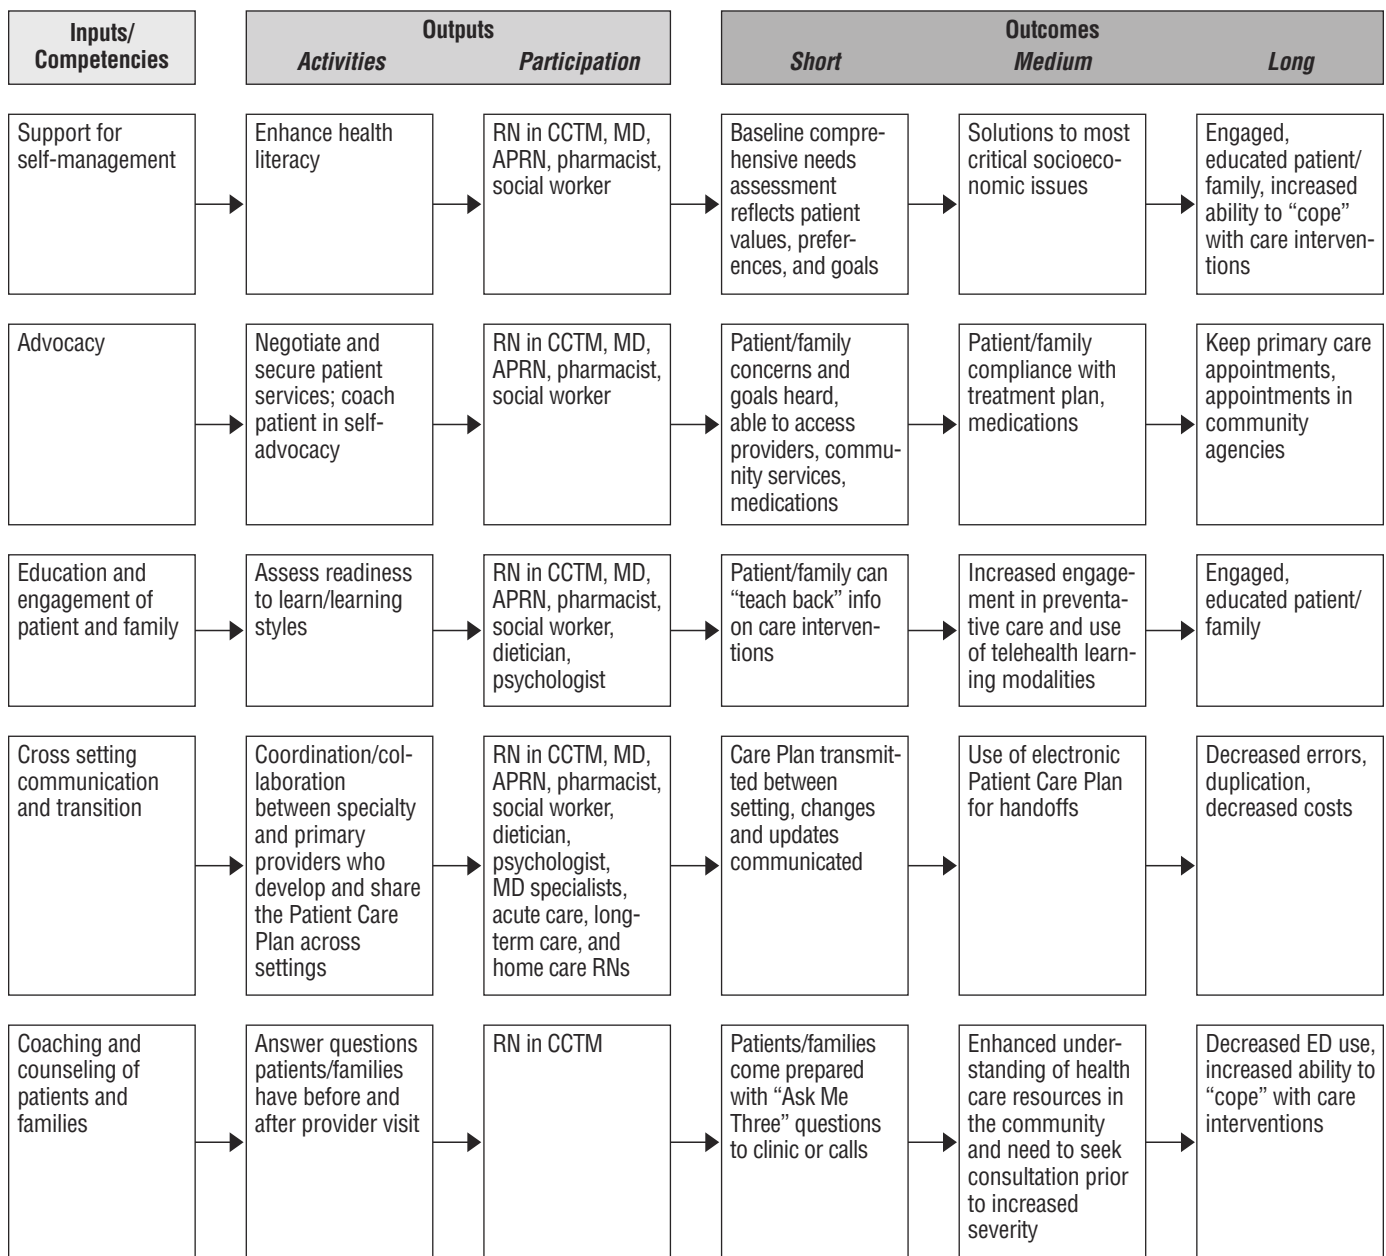 Inputs/
Competencies
Outputs
Activities
Participation
Outcomes
Short
Medium
Long
Support for
self-management
Enhance health
literacy
RN in CCTM, MD,
APRN, pharmacist,
social worker
Baseline compre-
hensive needs
assessment
reflects patient
values, prefer-
ences, and goals
Solutions to most
critical socioeco-
nomic issues
Engaged,
educated patient/
family, increased
ability to “cope”
with care interven-
tions
Advocacy
Negotiate and
secure patient
services; coach
patient in self-
advocacy
RN in CCTM, MD,
APRN, pharmacist,
social worker
Patient/family
concerns and
goals heard,
able to access
providers, commu-
nity services,
medications
Patient/family
compliance with
treatment plan,
medications
Keep primary care
appointments,
appointments in
community
agencies
Education and
engagement of
patient and family
Assess readiness
to learn/learning
styles
RN in CCTM, MD,
APRN, pharmacist,
social worker,
dietician,
psychologist
Patient/family can
“teach back” info
on care interven-
tions
Increased engage-
ment in preventa-
tive care and use
of telehealth learn-
ing modalities
Engaged,
educated patient/
family
Cross setting
communication
and transition
Coordination/col-
laboration
between specialty
and primary
providers who
develop and share
the Patient Care
Plan across
settings
RN in CCTM, MD,
APRN, pharmacist,
social worker,
dietician,
psychologist,
MD specialists,
acute care, long-
term care, and
home care RNs
Care Plan transmit-
ted between
setting, changes
and updates
communicated
Use of electronic
Patient Care Plan
for handoffs
Decreased errors,
duplication,
decreased costs
Coaching and
counseling of
patients and
families
Answer questions
patients/families
have before and
after provider visit
RN in CCTM
Patients/families
come prepared
with “Ask Me
Three” questions
to clinic or calls
Enhanced under-
standing of health
care resources in
the community
and need to seek
consultation prior
to increased
severity
Decreased ED use,
increased ability to
“cope” with care
interventions